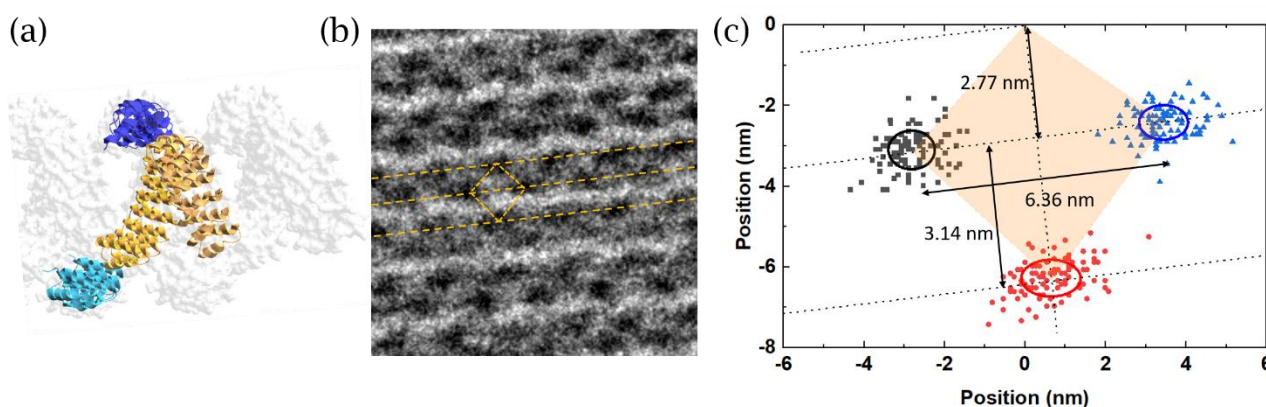 (a)
(b)
(c)
0
-2
-4
-6
-8
Position (nm)
2.77 nm
6.36 nm
3.14 nm
-6
-4
-2
0
2
4
6
Position (nm)